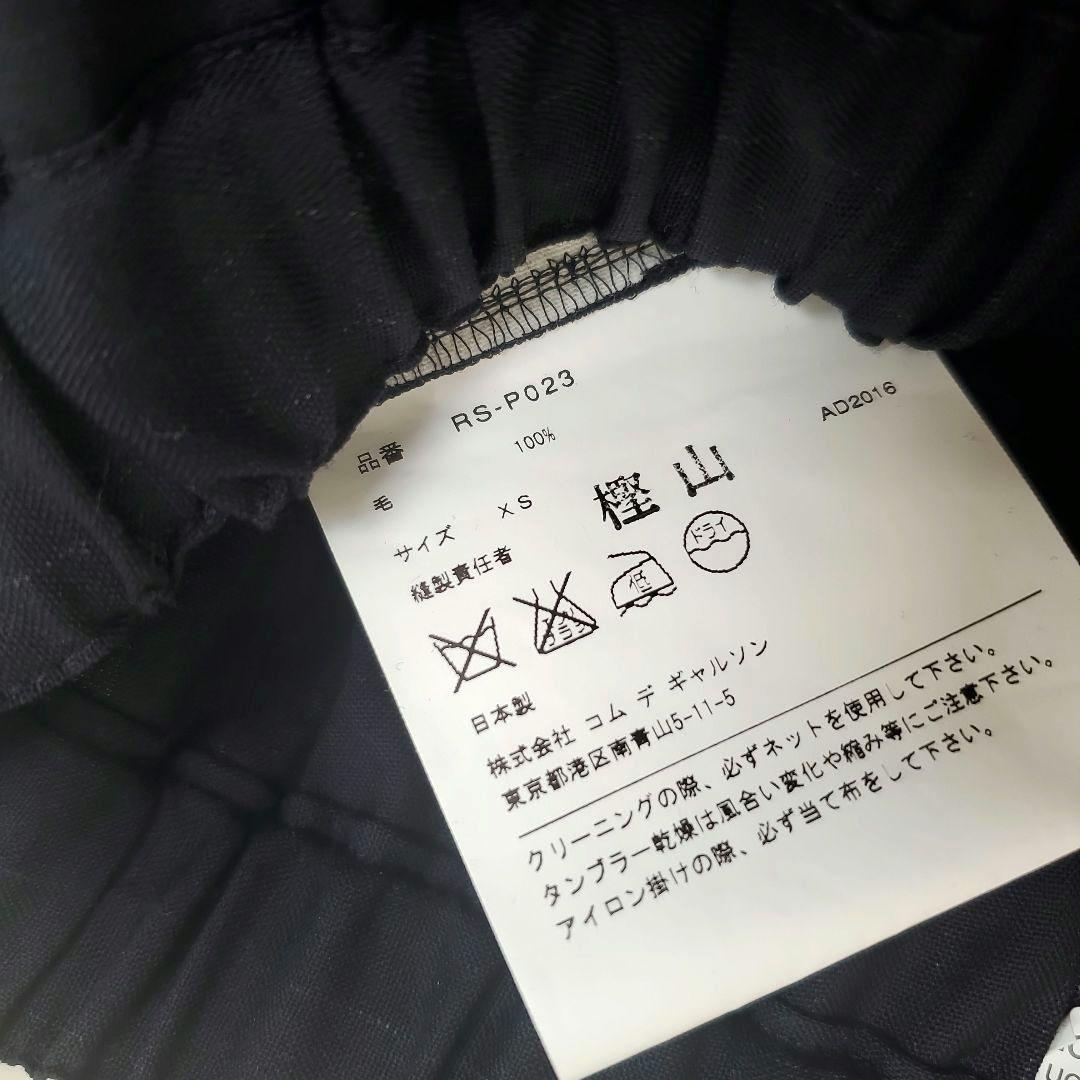 品番 RS-P023
毛 100% AD2016
サイズ XS
縫製責任者 樫山
低 ドライ
日本製
株式会社 コム デ ギャルソン
東京都港区南青山5-11-5
クリーニングの際、必ずネットを使用して下さい。
タンブラー乾燥は風合い変化や縮み等にご注意下さい。
アイロン掛けの際、必ず当て布をして下さい。